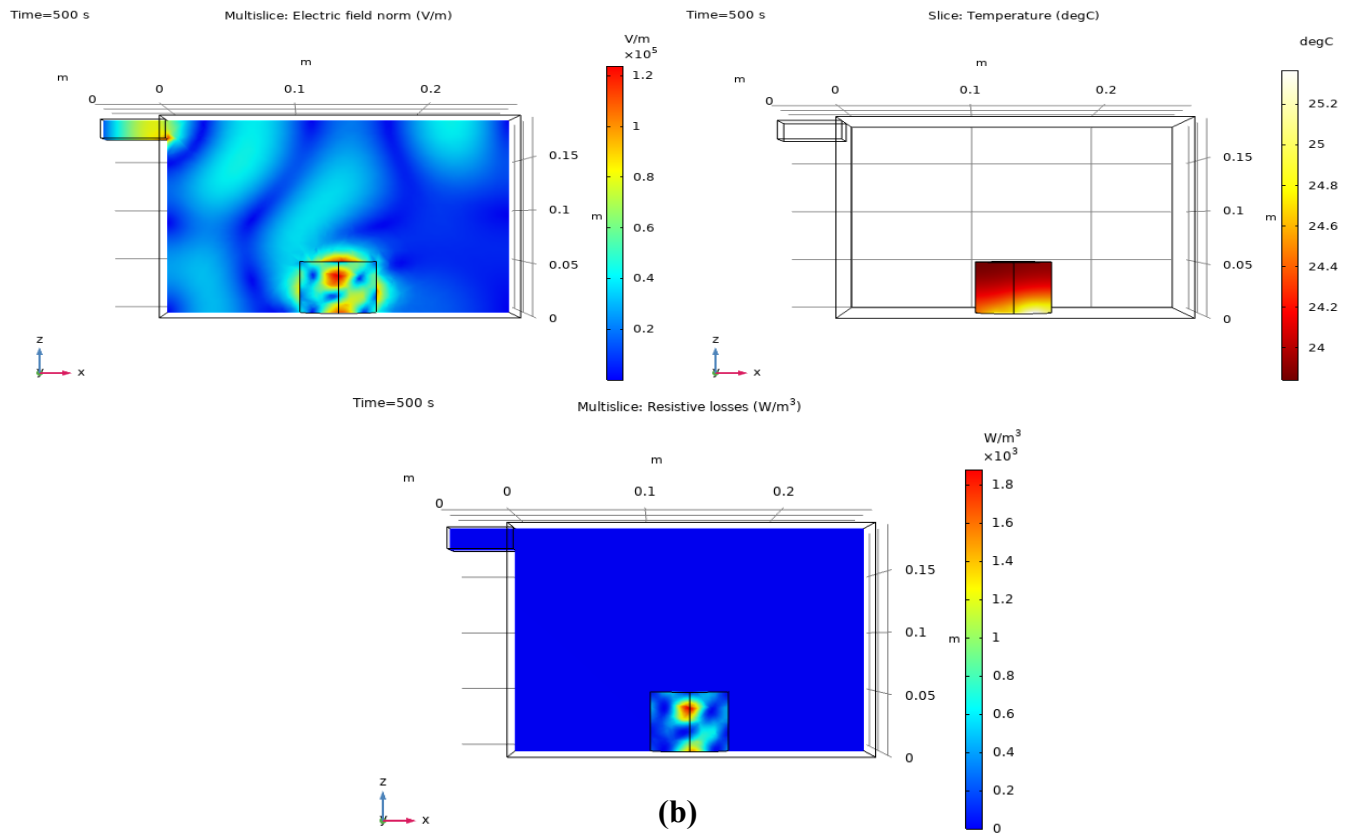 Time=500 s
Multislice: Electric field norm (V/m)
V/m
×10⁵
m
m
0
0.1
0.2
0
1.2
1
0.8
0.6
0.4
0.2
0.15
0.1
m
0.05
0
z
y
x
Time=500 s
Slice: Temperature (degC)
degC
m
m
0
0.1
0.2
0
25.2
25
24.8
24.6
24.4
24.2
24
0.15
0.1
m
0.05
0
z
y
x
Time=500 s
Multislice: Resistive losses (W/m³)
W/m³
×10³
m
m
0
0.1
0.2
0
1.8
1.6
1.4
1.2
1
0.8
0.6
0.4
0.2
0
0.15
0.1
m
0.05
0
z
y
x
(b)